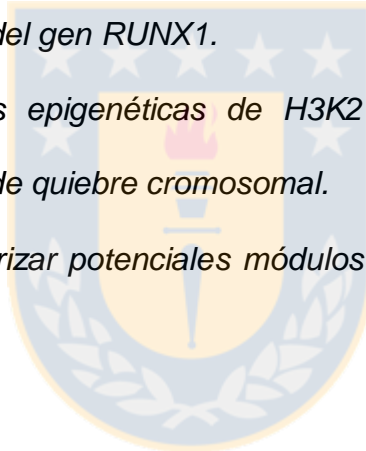 del gen RUNX1.
s epigenéticas de H3K2
de quiebre cromosomal.
rizar potenciales módulos